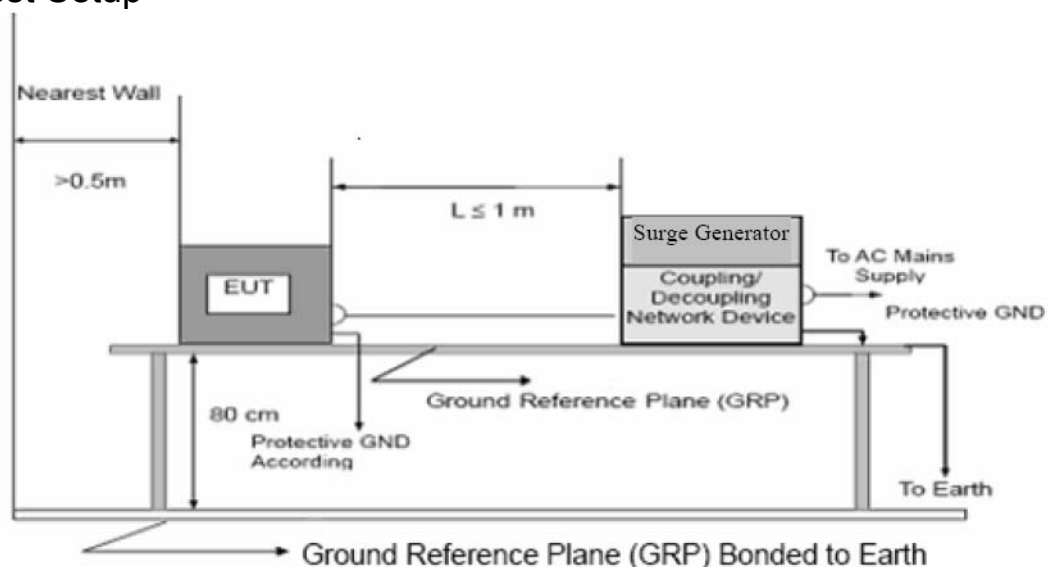 Setup
Nearest Wall
>0.5m
L ≤ 1 m
EUT
Surge Generator
Coupling/
Decoupling
Network Device
To AC Mains
Supply
Protective GND
Ground Reference Plane (GRP)
80 cm
Protective GND
According
To Earth
Ground Reference Plane (GRP) Bonded to Earth